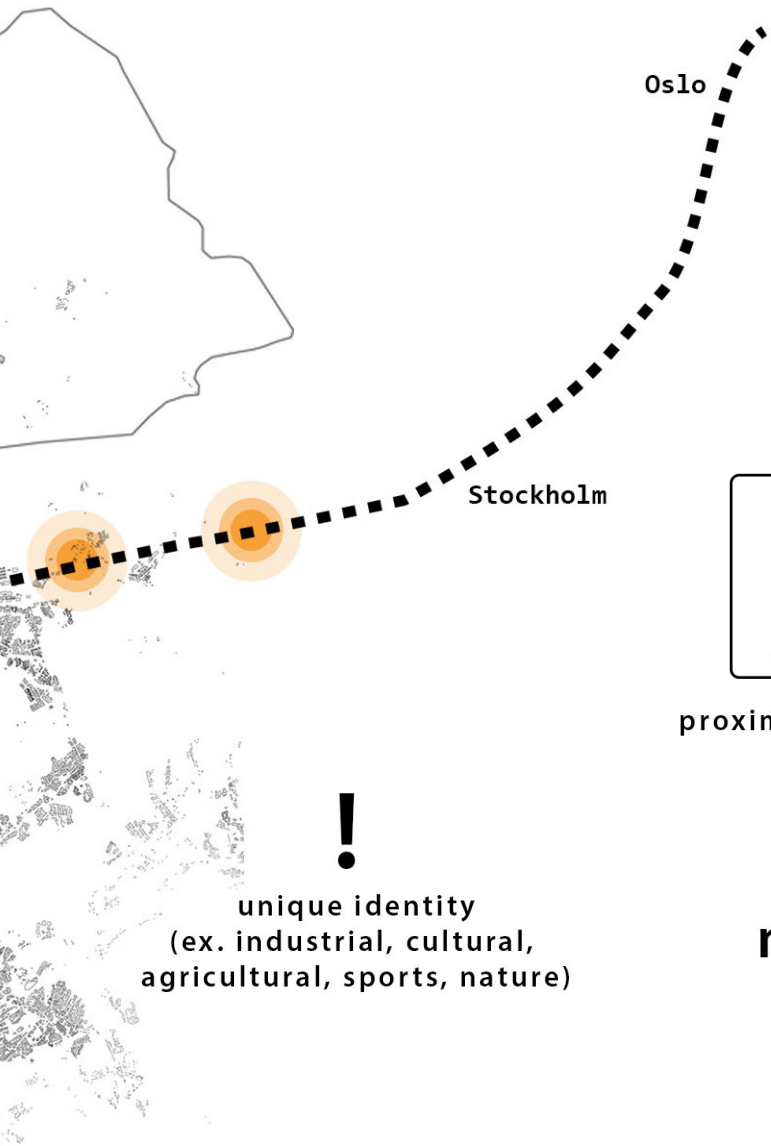 Oslo
Stockholm
!
unique identity
(ex. industrial, cultural,
agricultural, sports, nature)